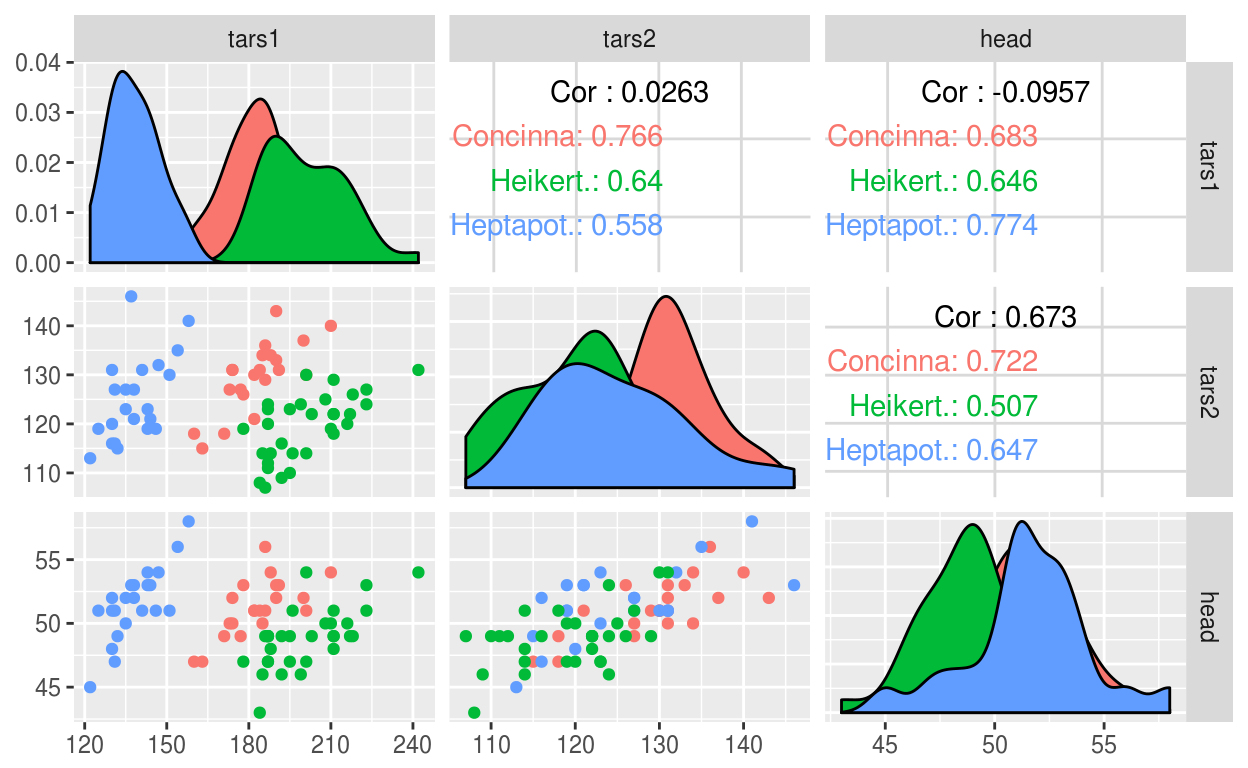 tars1 tars2 head
0.04 Cor : 0.0263 Cor : -0.0957
0.03 Concinna: 0.766 Concinna: 0.683 tars1
0.02 Heikert.: 0.64 Heikert.: 0.646
0.01 Heptapot.: 0.558 Heptapot.: 0.774
0.00
140 Cor : 0.673
130 Concinna: 0.722 tars2
120 Heikert.: 0.507
110 Heptapot.: 0.647
55
50 head
45
120 150 180 210 240 110 120 130 140 45 50 55